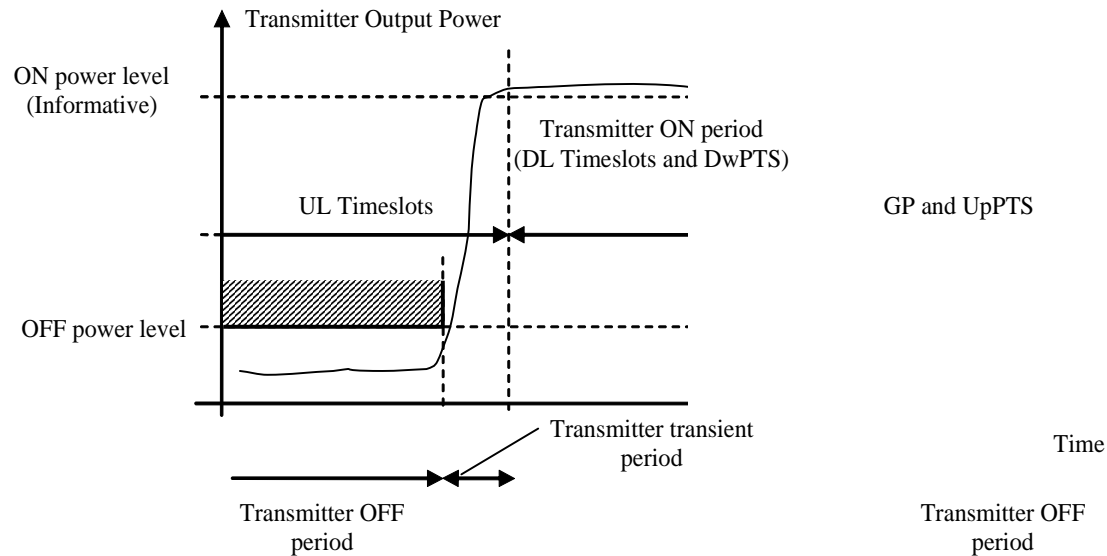 Transmitter Output Power
ON power level
(Informative)
Transmitter ON period
(DL Timeslots and DwPTS)
UL Timeslots
GP and UpPTS
OFF power level
Transmitter transient
period
Time
Transmitter OFF
period
Transmitter OFF
period